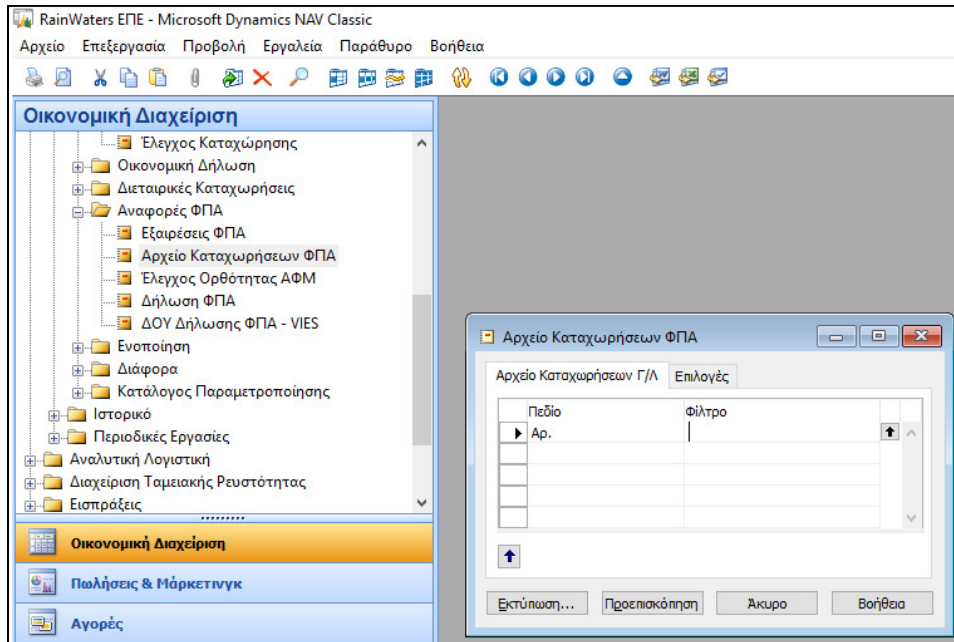 RainWaters ΕΠΕ - Microsoft Dynamics NAV Classic
Αρχείο Επεξεργασία Προβολή Εργαλεία Παράθυρο Βοήθεια
Οικονομική Διαχείριση
Έλεγχος Καταχώρησης
Οικονομική Δήλωση
Διεταιρικές Καταχωρήσεις
Αναφορές ΦΠΑ
Εξαιρέσεις ΦΠΑ
Αρχείο Καταχωρήσεων ΦΠΑ
Έλεγχος Ορθότητας ΑΦΜ
Δήλωση ΦΠΑ
ΔΟΥ Δήλωσης ΦΠΑ - VIES
Ενοποίηση
Διάφορα
Κατάλογος Παραμετροποίησης
Ιστορικό
Περιοδικές Εργασίες
Αναλυτική Λογιστική
Διαχείριση Ταμειακής Ρευστότητας
Εισπράξεις
Οικονομική Διαχείριση
Πωλήσεις & Μάρκετινγκ
Αγορές
Αρχείο Καταχωρήσεων ΦΠΑ
Αρχείο Καταχωρήσεων Γ/Λ Επιλογές
Πεδίο Φίλτρο
Αρ.
Εκτύπωση... Προεπισκόπηση Άκυρο Βοήθεια